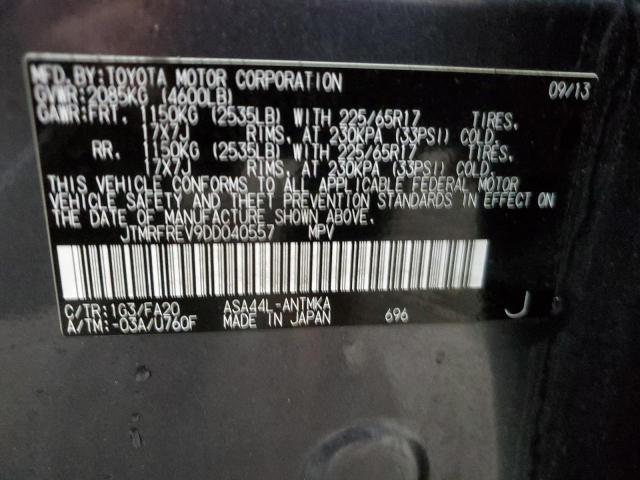 MFD.BY:TOYOTA MOTOR CORPORATION 09/13
GVWR:2085KG (4600LB)
GAWR:FRT. 1150KG (2535LB) WITH 225/65R17 TIRES,
17X7J RIMS, AT 230KPA (33PSI) COLD.
RR. 1150KG (2535LB) WITH 225/65R17 TIRES,
17X7J RIMS, AT 230KPA (33PSI) COLD.
THIS VEHICLE CONFORMS TO ALL APPLICABLE FEDERAL MOTOR
VEHICLE SAFETY AND THEFT PREVENTION STANDARDS IN EFFECT ON
THE DATE OF MANUFACTURE SHOWN ABOVE.
JTMRFREV9DD040557 MPV
C/TR:1G3/FA20 ASA44L-ANTMKA
A/TM:-03A/U760F MADE IN JAPAN 696 J